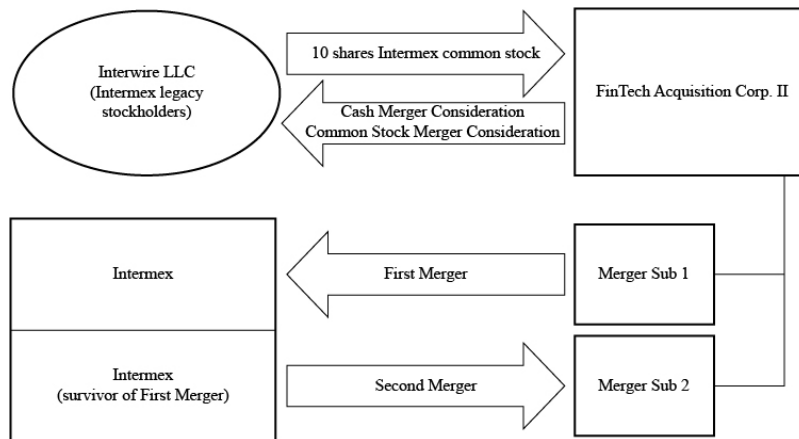 Interwire LLC
(Intermex legacy
stockholders)
10 shares Intermex common stock
Cash Merger Consideration
Common Stock Merger Consideration
FinTech Acquisition Corp. II
Intermex
First Merger
Merger Sub 1
Intermex
(survivor of First Merger)
Second Merger
Merger Sub 2